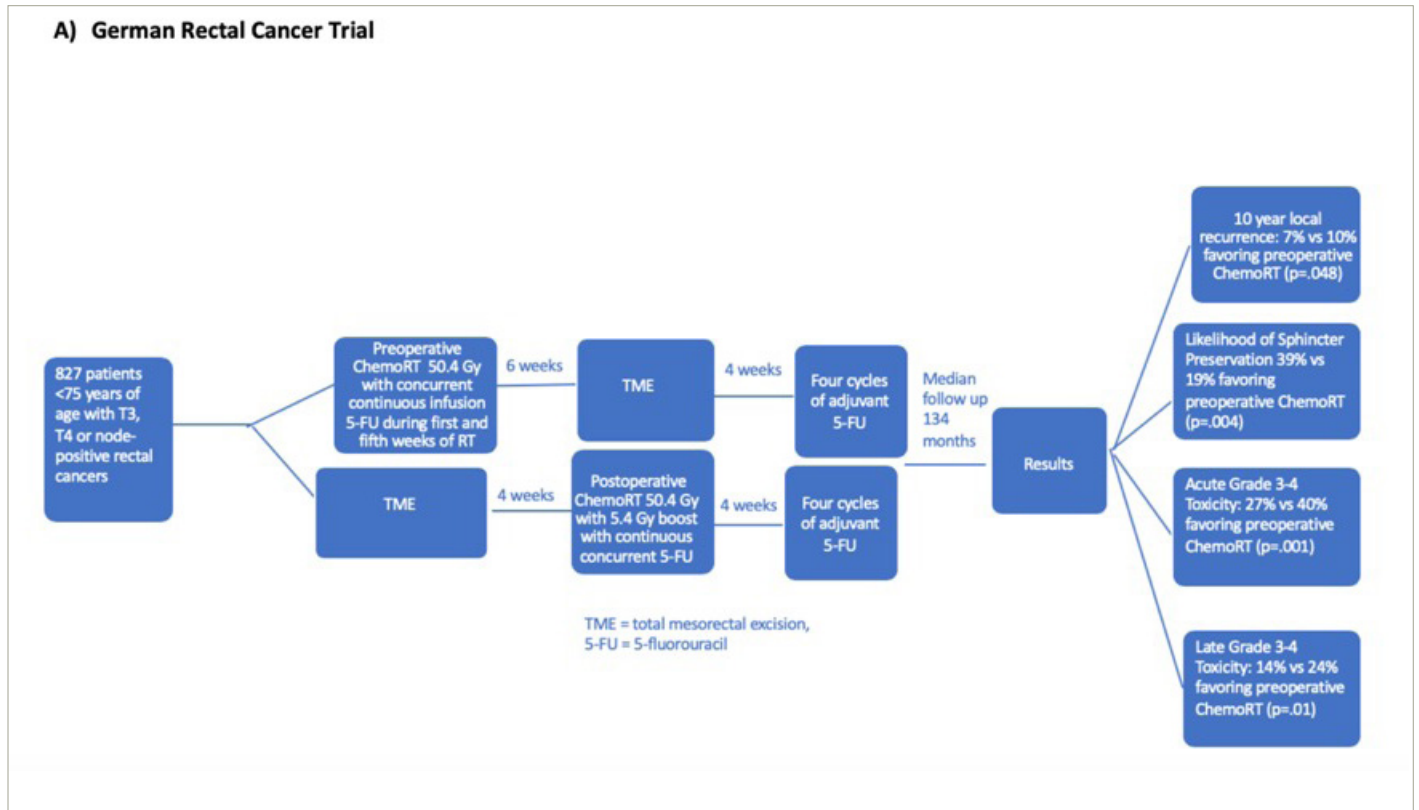 A) German Rectal Cancer Trial
827 patients
<75 years of
age with T3,
T4 or node-
positive rectal
cancers
Preoperative
ChemoRT 50.4 Gy
with concurrent
continuous infusion
5-FU during first and
fifth weeks of RT
6 weeks
TME
4 weeks
Four cycles
of adjuvant
5-FU
TME
4 weeks
Postoperative
ChemoRT 50.4 Gy
with 5.4 Gy boost
with continuous
concurrent 5-FU
4 weeks
Four cycles
of adjuvant
5-FU
Median
follow up
134
months
Results
10 year local
recurrence: 7% vs 10%
favoring preoperative
ChemoRT (p=.048)
Likelihood of Sphincter
Preservation 39% vs
19% favoring
preoperative ChemoRT
(p=.004)
Acute Grade 3-4
Toxicity: 27% vs 40%
favoring preoperative
ChemoRT (p=.001)
Late Grade 3-4
Toxicity: 14% vs 24%
favoring preoperative
ChemoRT (p=.01)
TME = total mesorectal excision,
5-FU = 5-fluorouracil